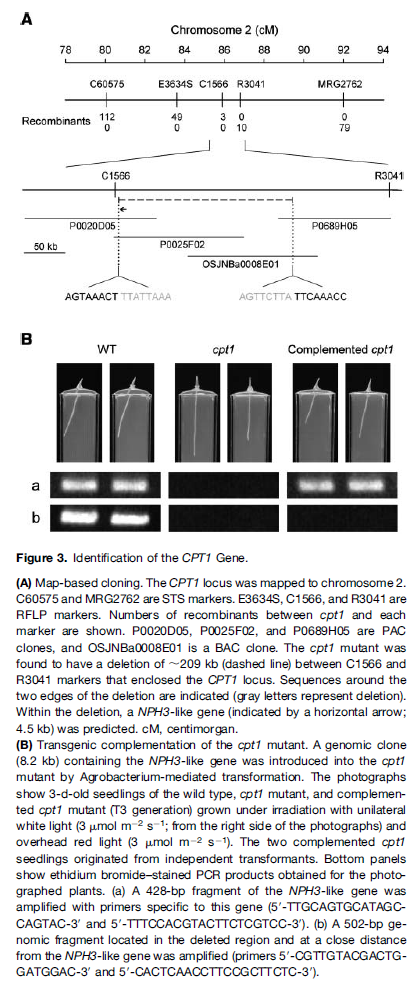 A
Chromosome 2 (cM)
78 80 82 84 86 88 90 92 94
C60575 E3634S C1566 R3041 MRG2762
Recombinants 112 49 3 0 0
0 0 0 10 79
C1566 R3041
P0020D05 P0689H05
P0025F02
50 kb
OSJNBa0008E01
AGTAAACT TTATTAAA AGTTCTTA TTCAAACC
B
WT cpt1 Complemented cpt1
a
b
Figure 3. Identification of the CPT1 Gene.
(A) Map-based cloning. The CPT1 locus was mapped to chromosome 2.
C60575 and MRG2762 are STS markers. E3634S, C1566, and R3041 are
RFLP markers. Numbers of recombinants between cpt1 and each
marker are shown. P0020D05, P0025F02, and P0689H05 are PAC
clones, and OSJNBa0008E01 is a BAC clone. The cpt1 mutant was
found to have a deletion of ~209 kb (dashed line) between C1566 and
R3041 markers that enclosed the CPT1 locus. Sequences around the
two edges of the deletion are indicated (gray letters represent deletion).
Within the deletion, a NPH3-like gene (indicated by a horizontal arrow;
4.5 kb) was predicted. cM, centimorgan.
(B) Transgenic complementation of the cpt1 mutant. A genomic clone
(8.2 kb) containing the NPH3-like gene was introduced into the cpt1
mutant by Agrobacterium-mediated transformation. The photographs
show 3-d-old seedlings of the wild type, cpt1 mutant, and complemen-
ted cpt1 mutant (T3 generation) grown under irradiation with unilateral
white light (3 μmol m−2 s−1; from the right side of the photographs) and
overhead red light (3 μmol m−2 s−1). The two complemented cpt1
seedlings originated from independent transformants. Bottom panels
show ethidium bromide–stained PCR products obtained for the photo-
graphed plants. (a) A 428-bp fragment of the NPH3-like gene was
amplified with primers specific to this gene (5′-TTGCAGTGCATAGC-
CAGTAC-3′ and 5′-TTTCCACGTACTTCTCGTCC-3′). (b) A 502-bp ge-
nomic fragment located in the deleted region and at a close distance
from the NPH3-like gene was amplified (primers 5′-CGTTGTACGACTG-
GATGGAC-3′ and 5′-CACTCAACCTTCCGCTTCTC-3′).